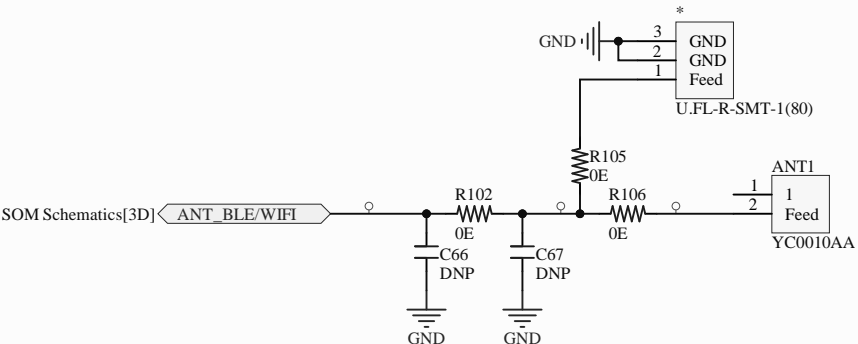 *
GND
3
GND
2
GND
1
Feed
U.FL-R-SMT-1(80)
R105
0E
ANT1
R102
R106
1
1
SOM Schematics[3D]
ANT_BLE/WIFI
2
Feed
0E
0E
YC0010AA
C66
C67
DNP
DNP
GND
GND